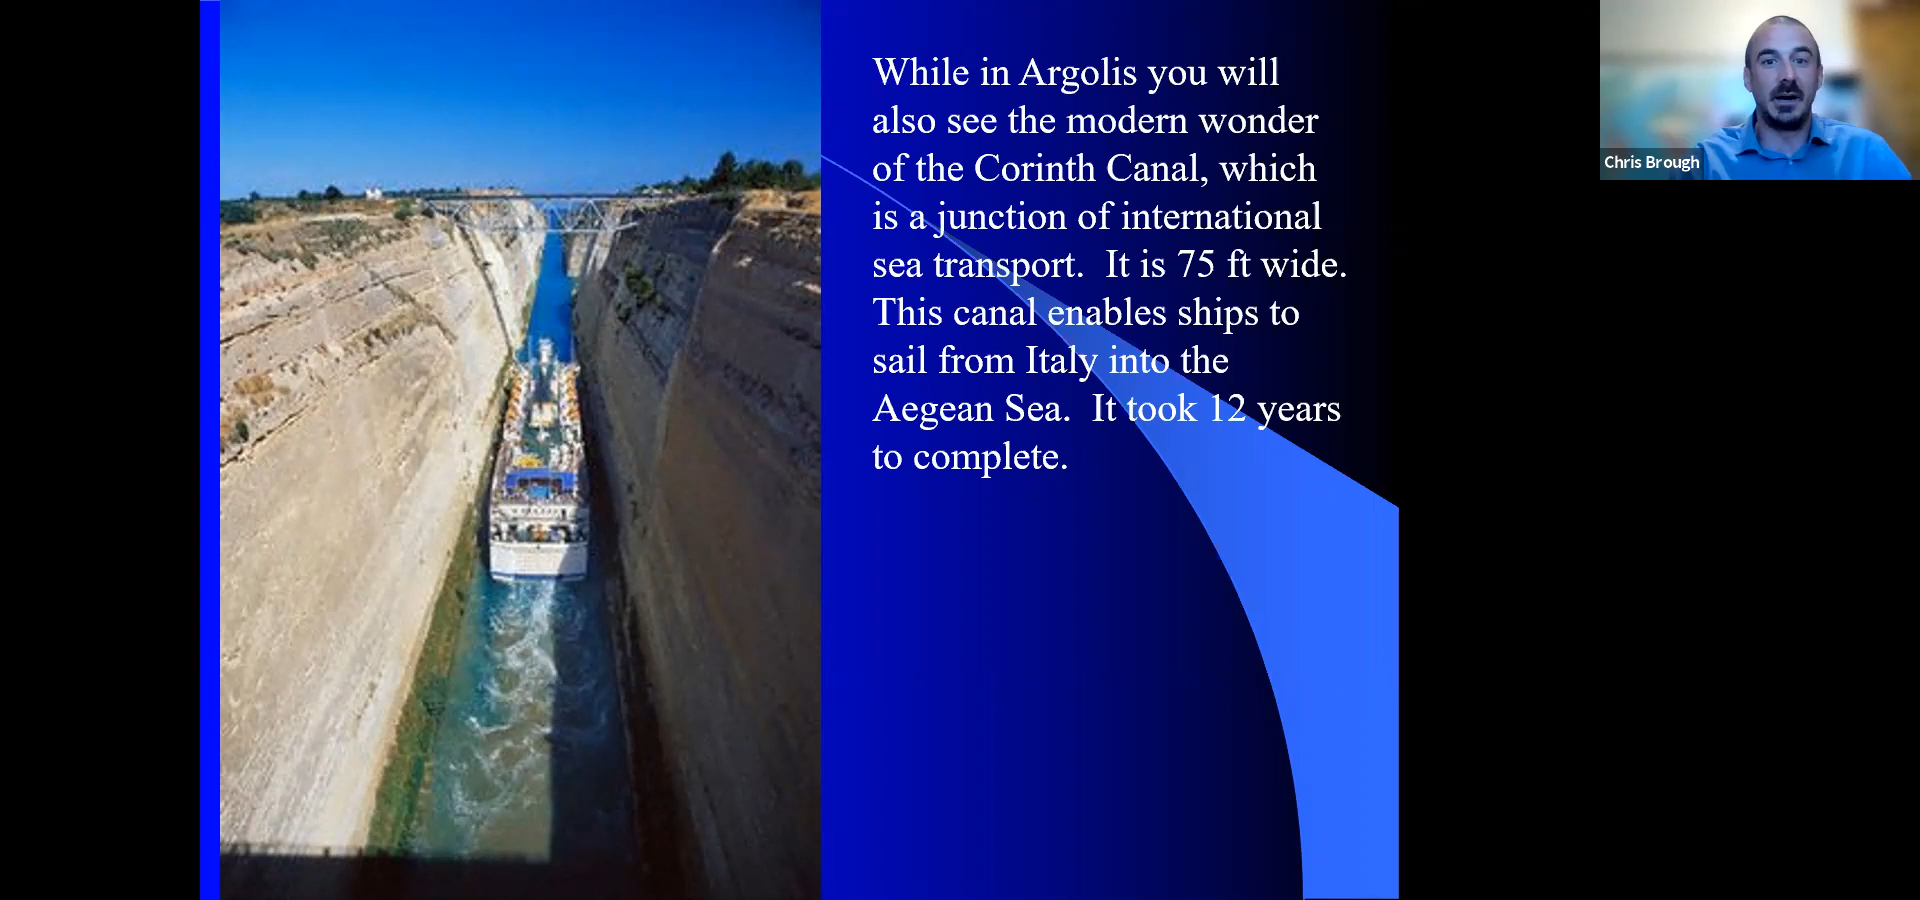 While in Argolis you will
also see the modern wonder
of the Corinth Canal, which
is a junction of international
sea transport.  It is 75 ft wide.
This canal enables ships to
sail from Italy into the
Aegean Sea.  It took 12 years
to complete.
Chris Brough